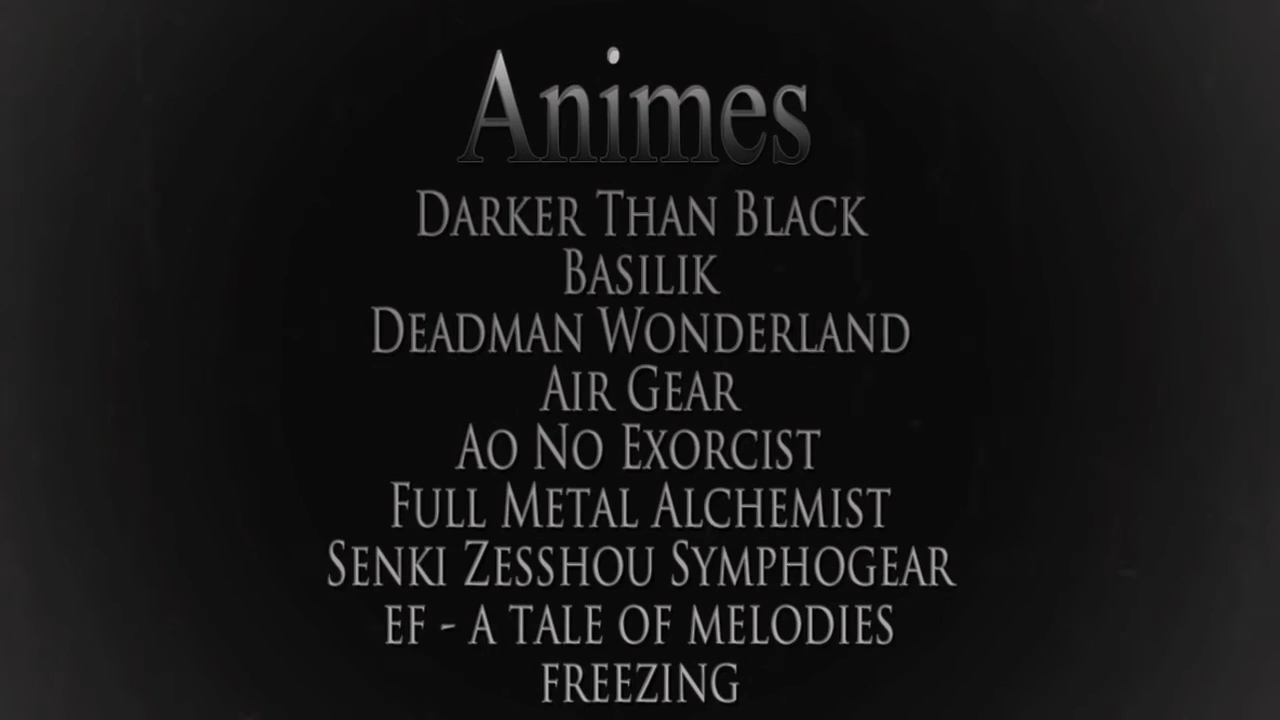 Animes
Darker Than Black
Basilik
Deadman Wonderland
Air Gear
Ao No Exorcist
Full Metal Alchemist
Senki Zesshou Symphogear
EF - A TALE OF MELODIES
FREEZING